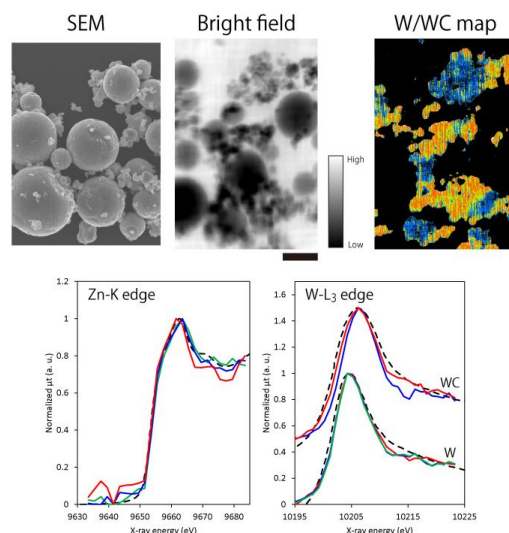 SEM
Bright field
W/WC map
High
Low
Zn-K edge
Normalized μt (a. u.)
1.2
1
0.8
0.6
0.4
0.2
0
9630 9640 9650 9660 9670 9680
X-ray energy (eV)
W-L3 edge
Normalized μt (a. u.)
1.6
1.4
1.2
1.0
0.8
0.6
0.4
0.2
0
WC
W
10195 10205 10215 10225
X-ray energy (eV)